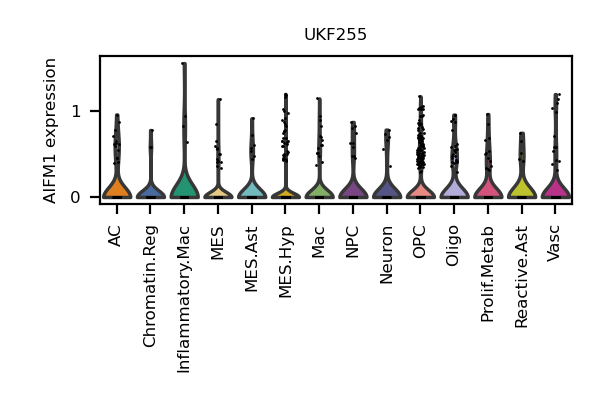 UKF255
AIFM1 expression
1
0
AC
Chromatin.Reg
Inflammatory.Mac
MES
MES.Ast
MES.Hyp
Mac
NPC
Neuron
OPC
Oligo
Prolif.Metab
Reactive.Ast
Vasc